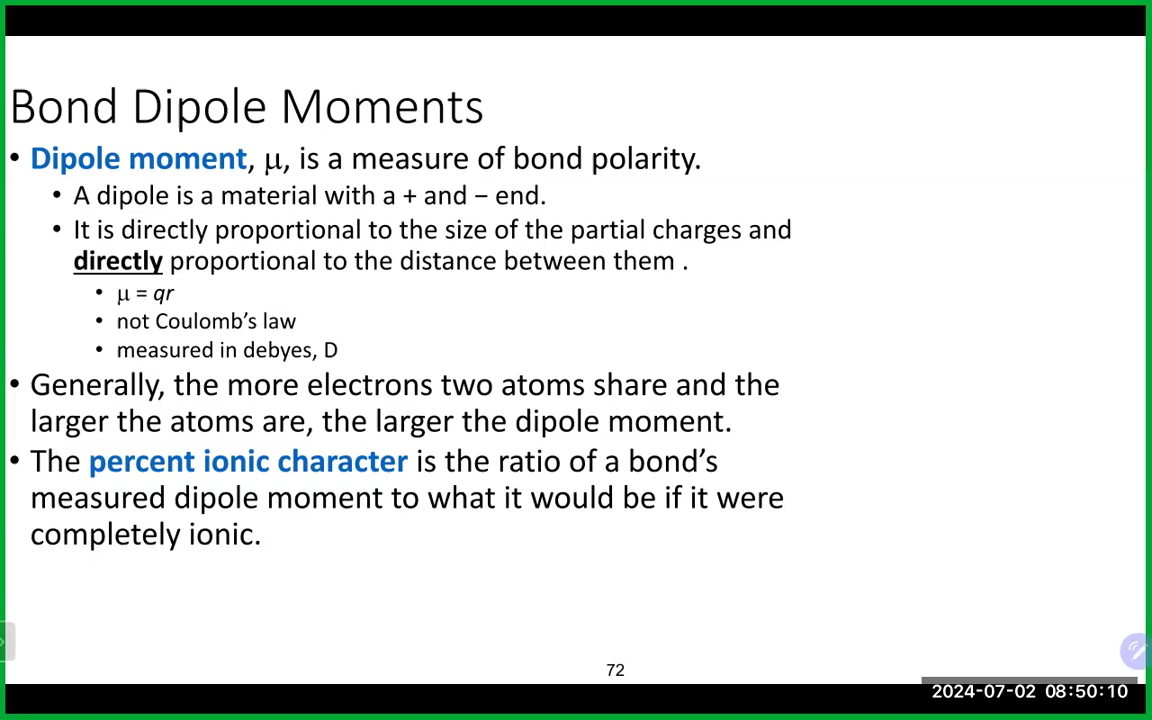 Bond Dipole Moments
• Dipole moment, μ, is a measure of bond polarity.
• A dipole is a material with a + and − end.
• It is directly proportional to the size of the partial charges and
directly proportional to the distance between them .
• μ = qr
• not Coulomb’s law
• measured in debyes, D
• Generally, the more electrons two atoms share and the
larger the atoms are, the larger the dipole moment.
• The percent ionic character is the ratio of a bond’s
measured dipole moment to what it would be if it were
completely ionic.
72
2024-07-02 08:50:10